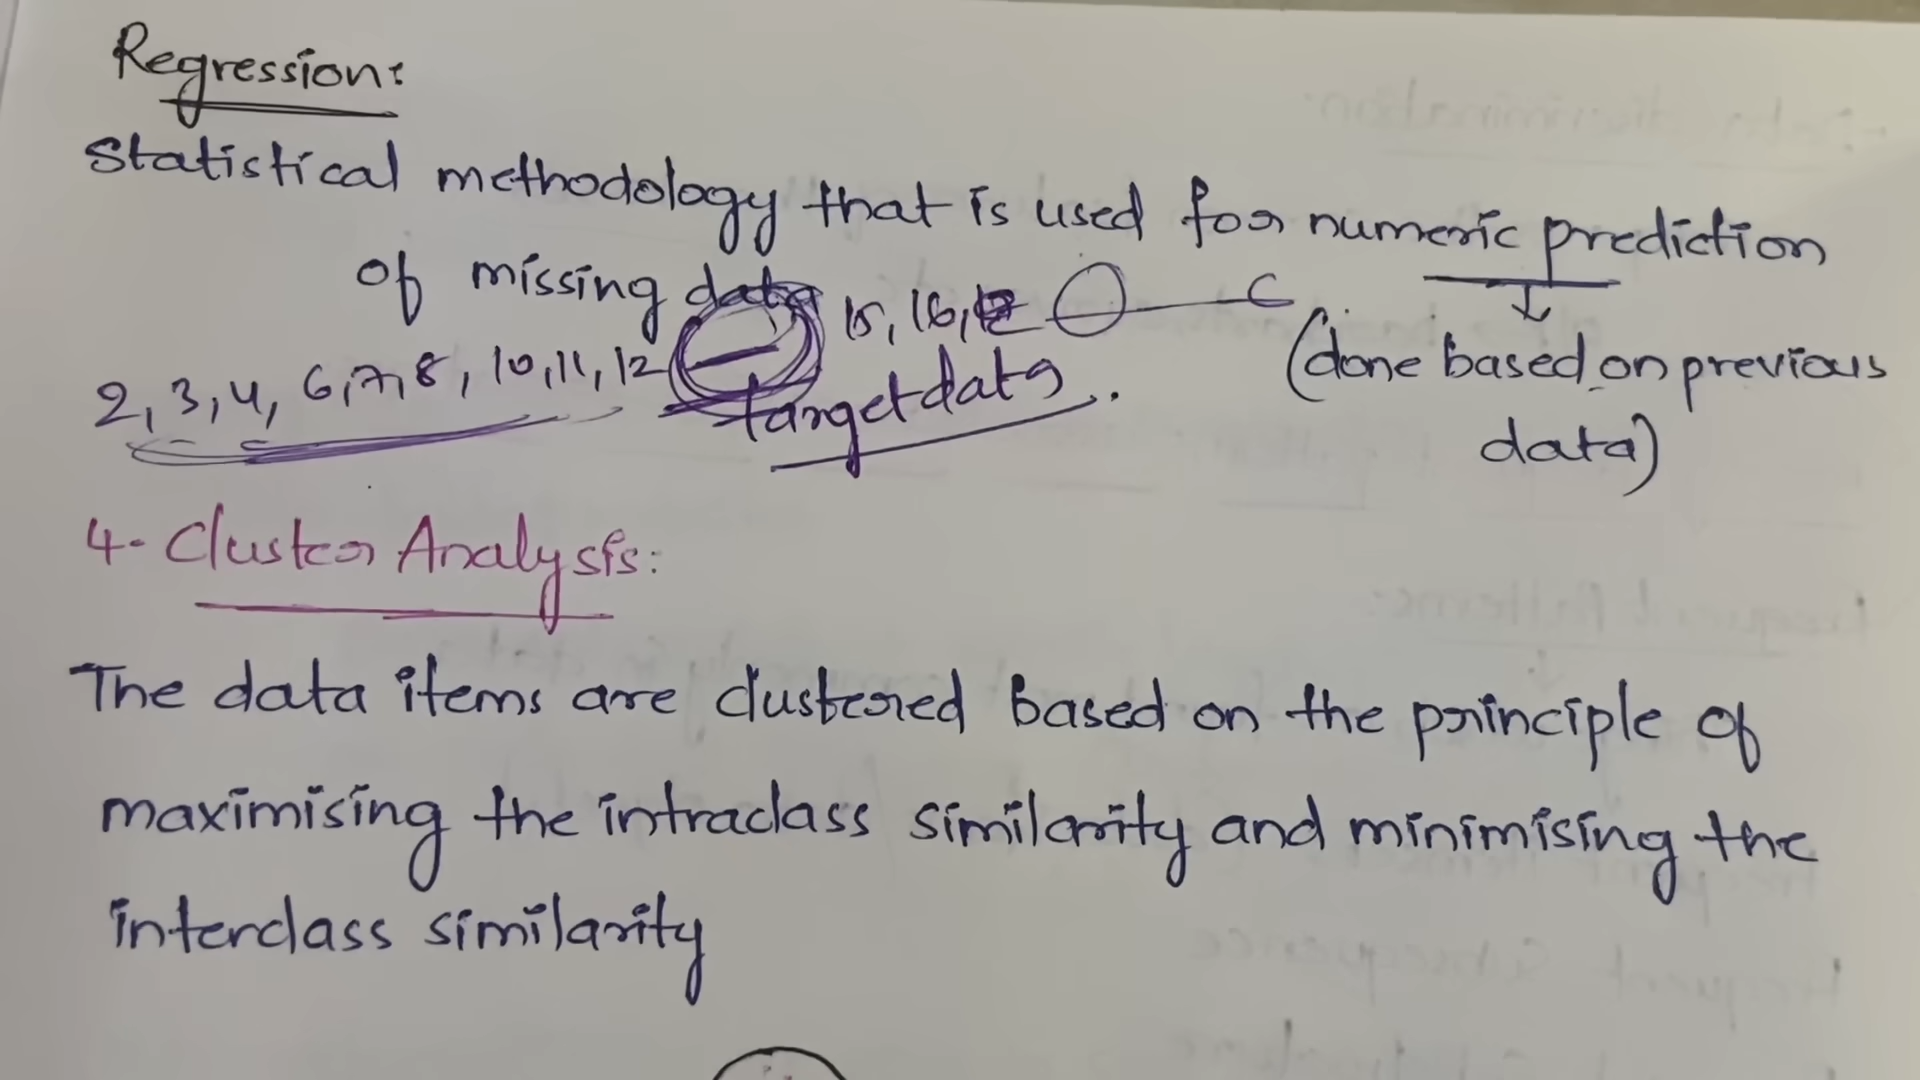 Regression:
Statistical methodology that is used for numeric prediction
of missing data
(done based on previous
data)
2, 3, 4, 6, 7, 8, 10, 11, 12 — 15, 16,
target data.
4. Cluster Analysis:
The data items are clustered based on the principle of
maximising the intraclass similarity and minimising the
interclass similarity